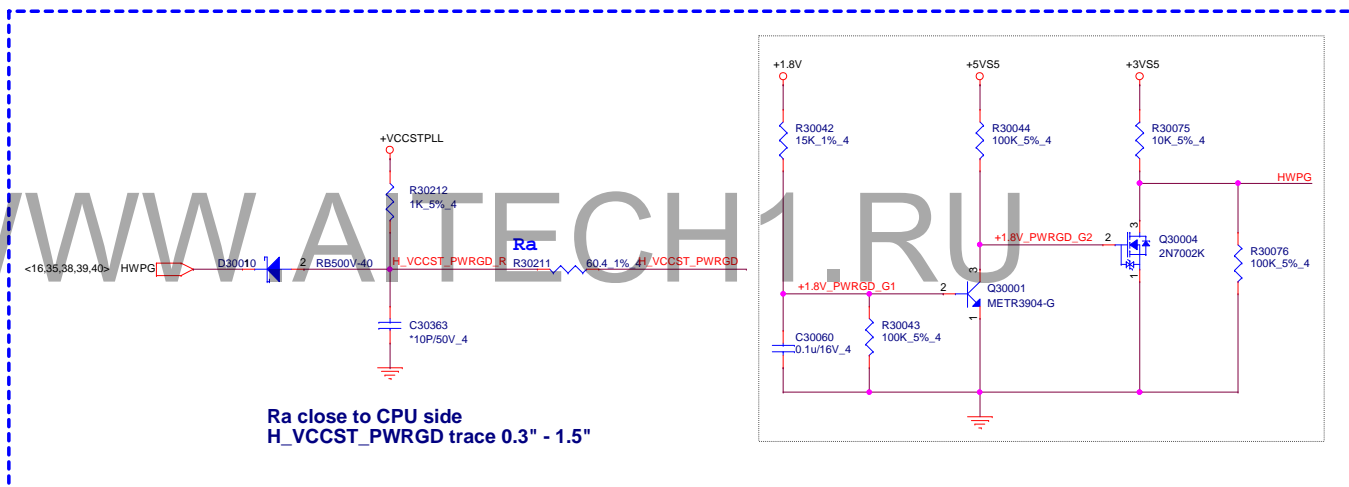 +VCCSTPLL
R30212
1K_5%_4
WWW.AITECH1.RU
Ra
<16,35,38,39,40> HWPG
D30010
1
2
RB500V-40
H_VCCST_PWRGD_R
R30211
60.4_1%_4
H_VCCST_PWRGD
C30363
*10P/50V_4
Ra close to CPU side
H_VCCST_PWRGD trace 0.3" - 1.5"
+1.8V
+5VS5
+3VS5
R30042
15K_1%_4
R30044
100K_5%_4
R30075
10K_5%_4
HWPG
+1.8V_PWRGD_G2
2
3
1
Q30004
2N7002K
R30076
100K_5%_4
+1.8V_PWRGD_G1
2
3
1
Q30001
METR3904-G
C30060
0.1u/16V_4
R30043
100K_5%_4